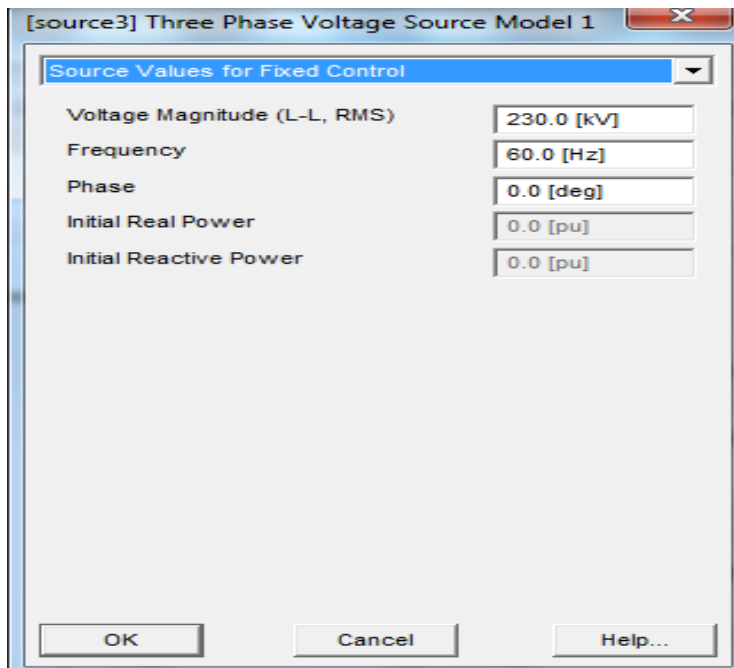 [source3] Three Phase Voltage Source Model 1
Source Values for Fixed Control
Voltage Magnitude (L-L, RMS) 230.0 [kV]
Frequency 60.0 [Hz]
Phase 0.0 [deg]
Initial Real Power 0.0 [pu]
Initial Reactive Power 0.0 [pu]
OK Cancel Help...